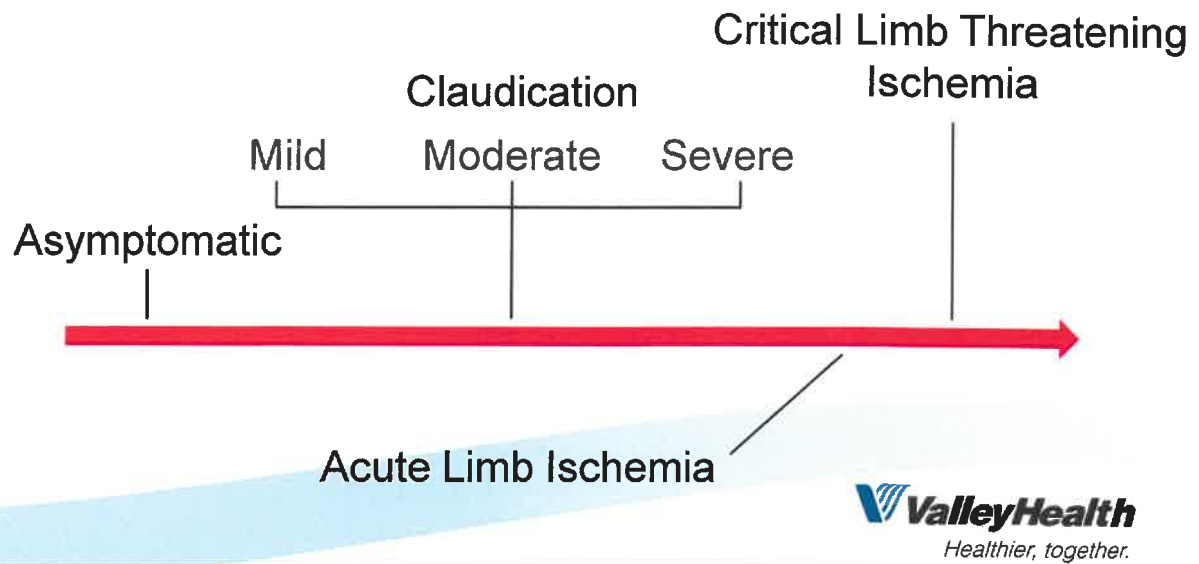 Critical Limb Threatening
Ischemia
Claudication
Mild Moderate Severe
Asymptomatic
Acute Limb Ischemia
ValleyHealth
Healthier, together.